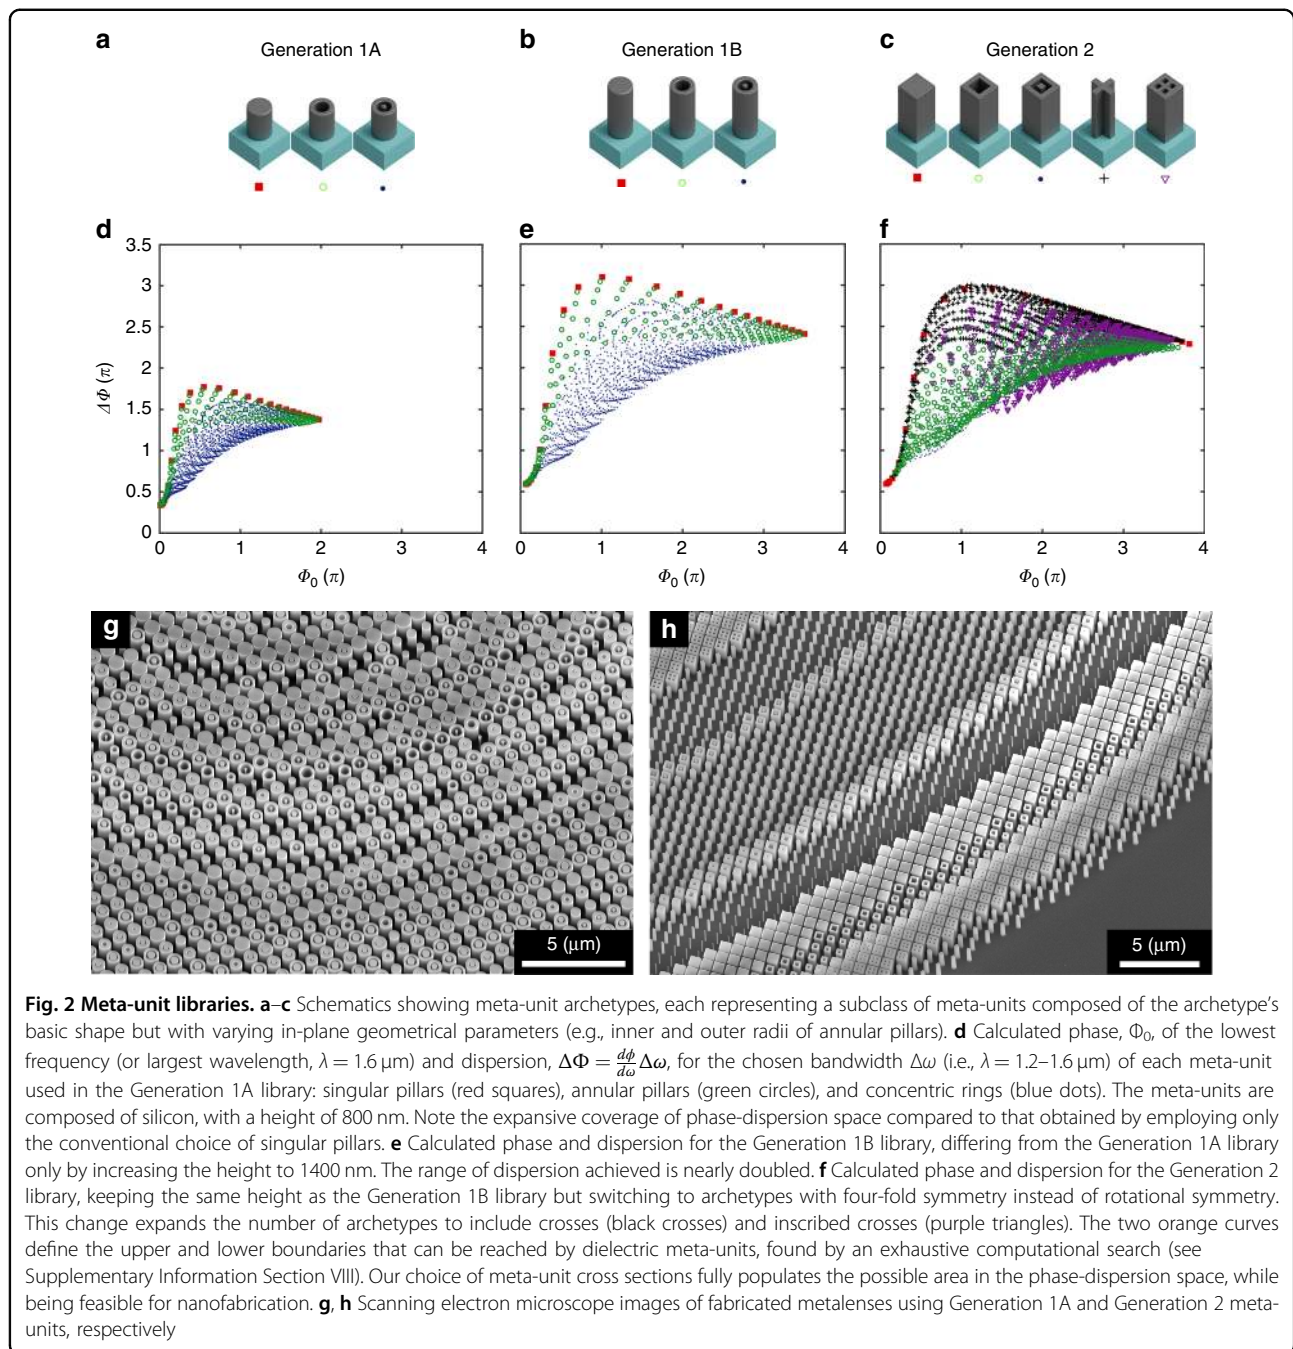 a
Generation 1A
b
Generation 1B
c
Generation 2
d
e
f
3.5
3
2.5
2
1.5
1
0.5
0
ΔΦ (π)
0 1 2 3 4
Φ₀ (π)
0 1 2 3 4
Φ₀ (π)
0 1 2 3 4
Φ₀ (π)
g
5 (μm)
h
5 (μm)
Fig. 2 Meta-unit libraries. a–c Schematics showing meta-unit archetypes, each representing a subclass of meta-units composed of the archetype's
basic shape but with varying in-plane geometrical parameters (e.g., inner and outer radii of annular pillars). d Calculated phase, Φ₀, of the lowest
frequency (or largest wavelength, λ = 1.6 μm) and dispersion, ΔΦ = dϕ/dω Δω, for the chosen bandwidth Δω (i.e., λ = 1.2–1.6 μm) of each meta-unit
used in the Generation 1A library: singular pillars (red squares), annular pillars (green circles), and concentric rings (blue dots). The meta-units are
composed of silicon, with a height of 800 nm. Note the expansive coverage of phase-dispersion space compared to that obtained by employing only
the conventional choice of singular pillars. e Calculated phase and dispersion for the Generation 1B library, differing from the Generation 1A library
only by increasing the height to 1400 nm. The range of dispersion achieved is nearly doubled. f Calculated phase and dispersion for the Generation 2
library, keeping the same height as the Generation 1B library but switching to archetypes with four-fold symmetry instead of rotational symmetry.
This change expands the number of archetypes to include crosses (black crosses) and inscribed crosses (purple triangles). The two orange curves
define the upper and lower boundaries that can be reached by dielectric meta-units, found by an exhaustive computational search (see
Supplementary Information Section VIII). Our choice of meta-unit cross sections fully populates the possible area in the phase-dispersion space, while
being feasible for nanofabrication. g, h Scanning electron microscope images of fabricated metalenses using Generation 1A and Generation 2 meta-
units, respectively